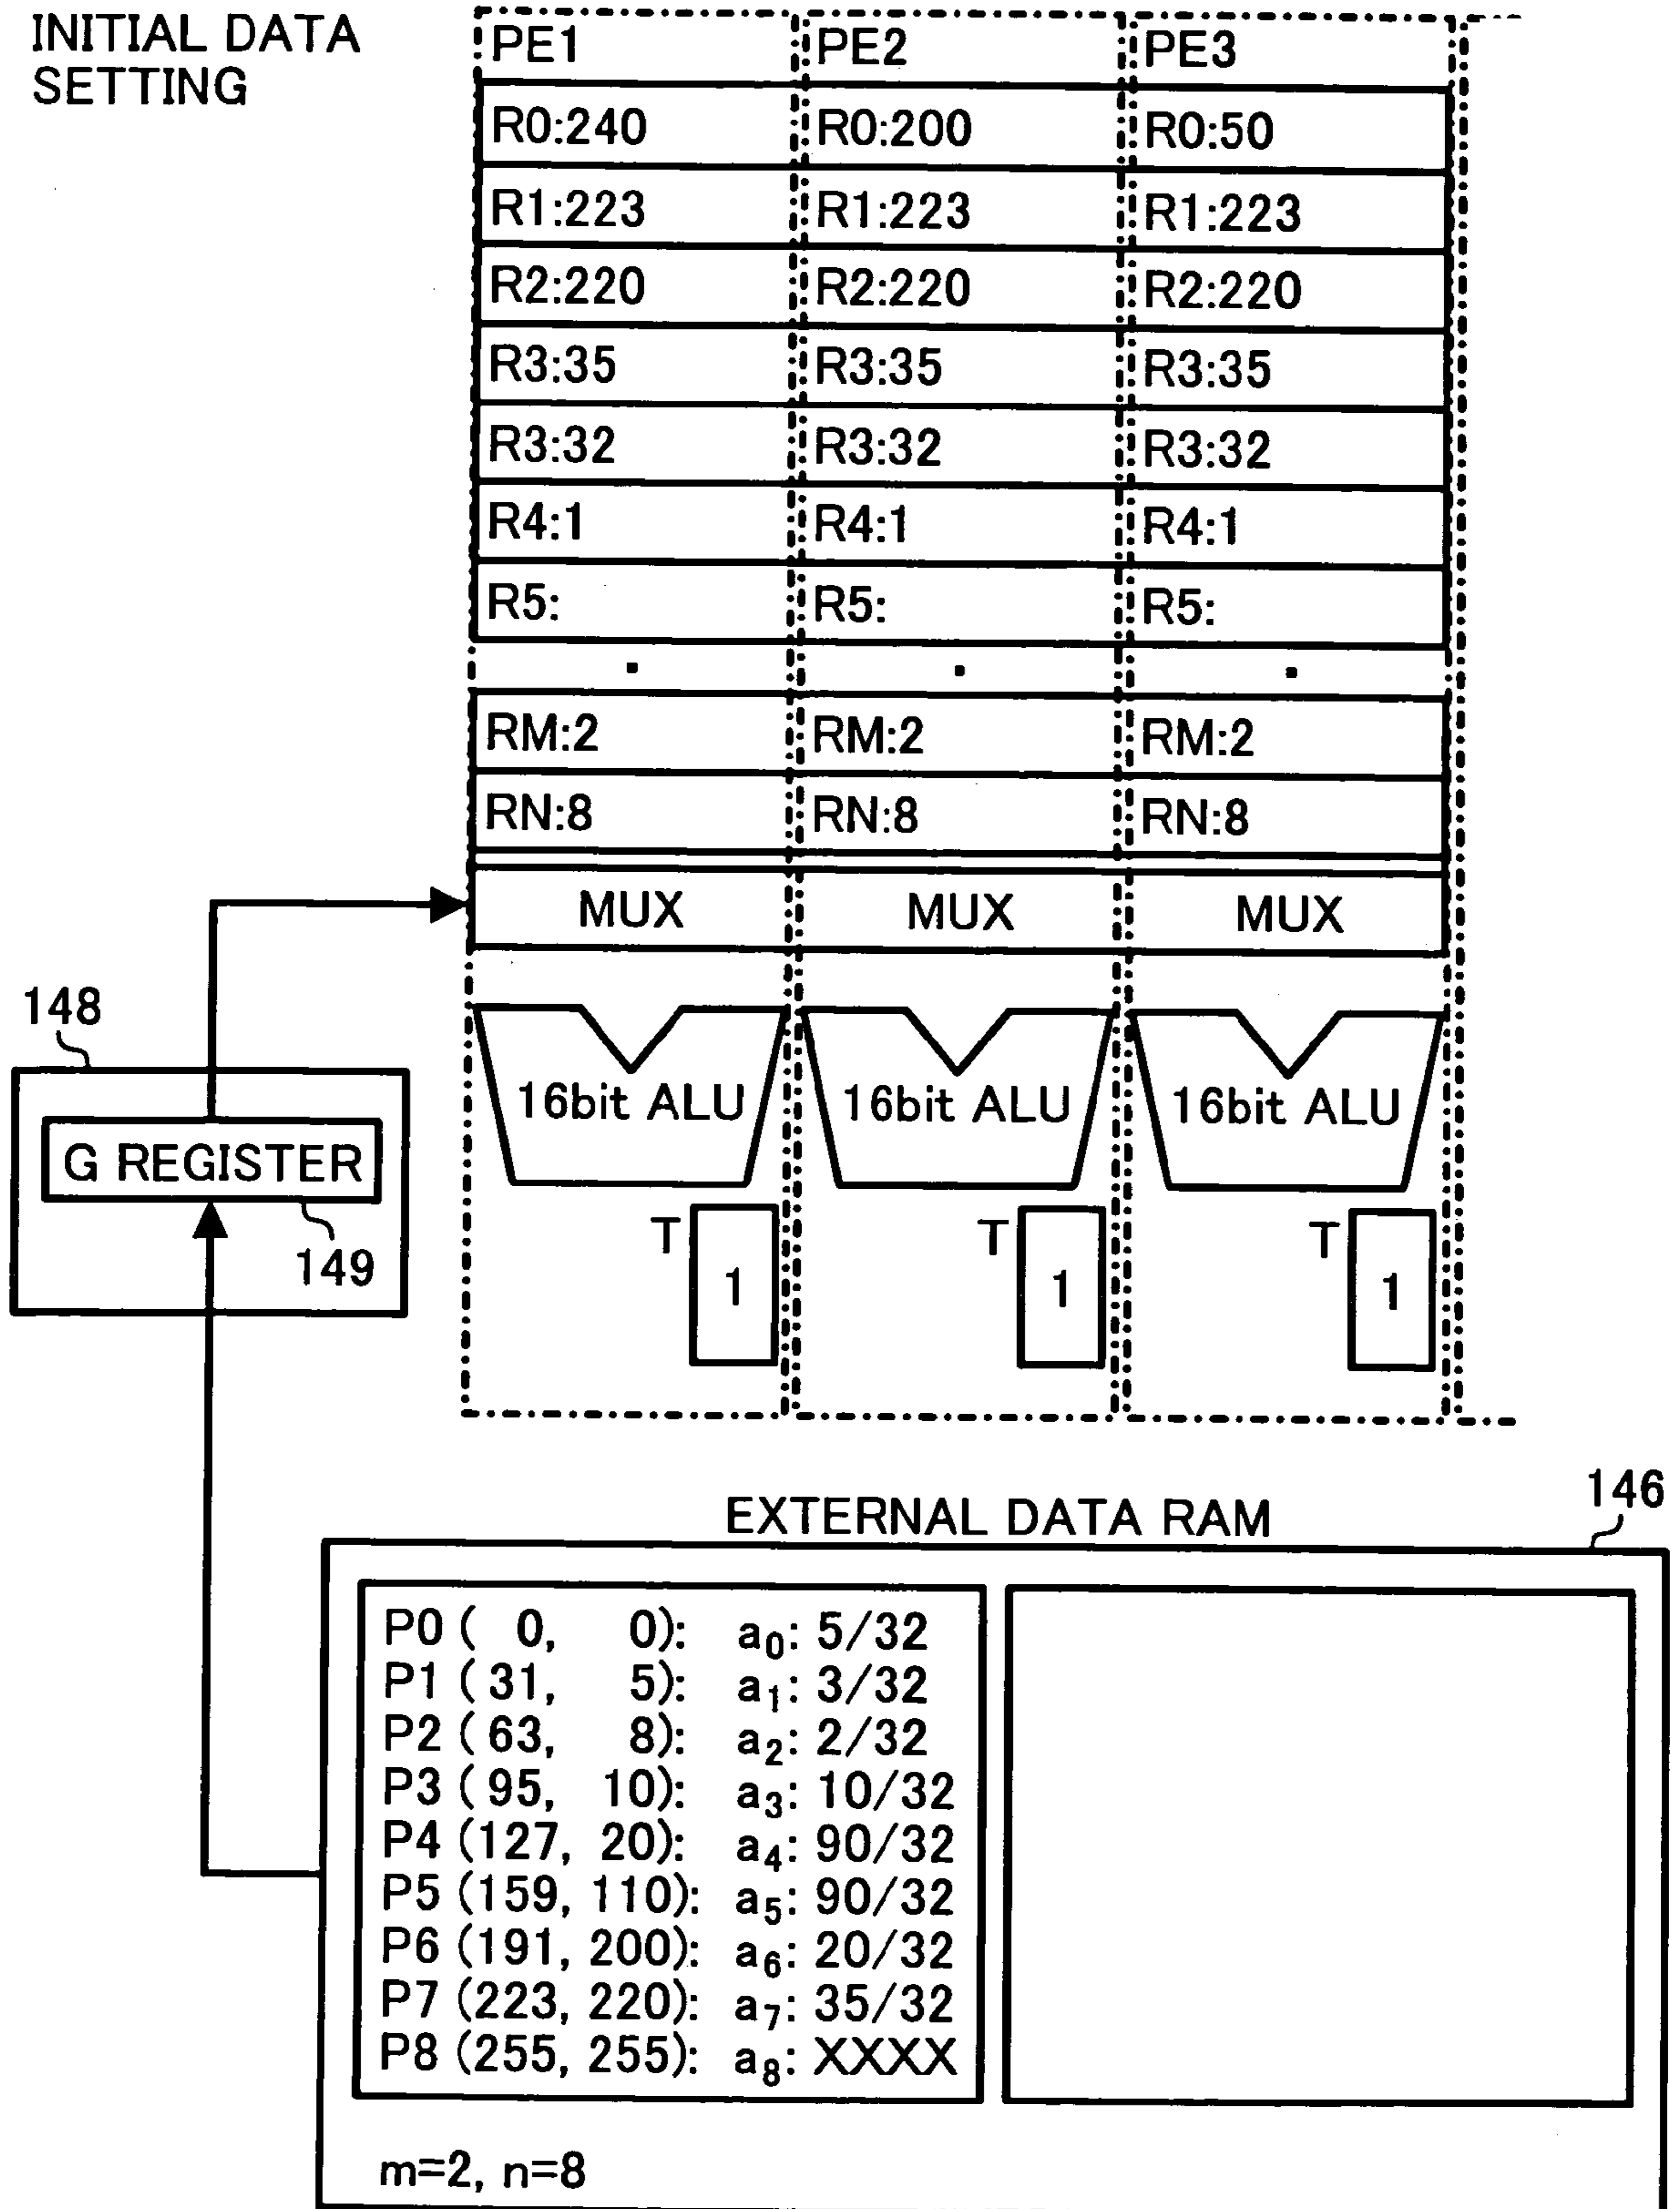 INITIAL DATA
SETTING
PE1 PE2 PE3
R0:240 R0:200 R0:50
R1:223 R1:223 R1:223
R2:220 R2:220 R2:220
R3:35 R3:35 R3:35
R3:32 R3:32 R3:32
R4:1 R4:1 R4:1
R5: R5: R5:
RM:2 RM:2 RM:2
RN:8 RN:8 RN:8
MUX MUX MUX
148
16bit ALU 16bit ALU 16bit ALU
G REGISTER
149
T 1 T 1 T 1
EXTERNAL DATA RAM
146
P0 ( 0, 0): a₀: 5/32
P1 ( 31, 5): a₁: 3/32
P2 ( 63, 8): a₂: 2/32
P3 ( 95, 10): a₃: 10/32
P4 (127, 20): a₄: 90/32
P5 (159, 110): a₅: 90/32
P6 (191, 200): a₆: 20/32
P7 (223, 220): a₇: 35/32
P8 (255, 255): a₈: XXXX
m=2, n=8